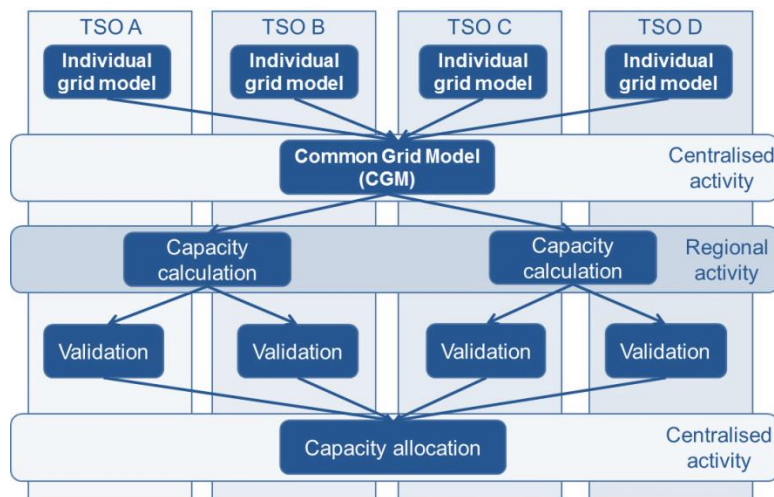 TSO A
TSO B
TSO C
TSO D
Individual
grid model
Individual
grid model
Individual
grid model
Individual
grid model
Common Grid Model
(CGM)
Centralised
activity
Capacity
calculation
Capacity
calculation
Regional
activity
Validation
Validation
Validation
Validation
Capacity allocation
Centralised
activity